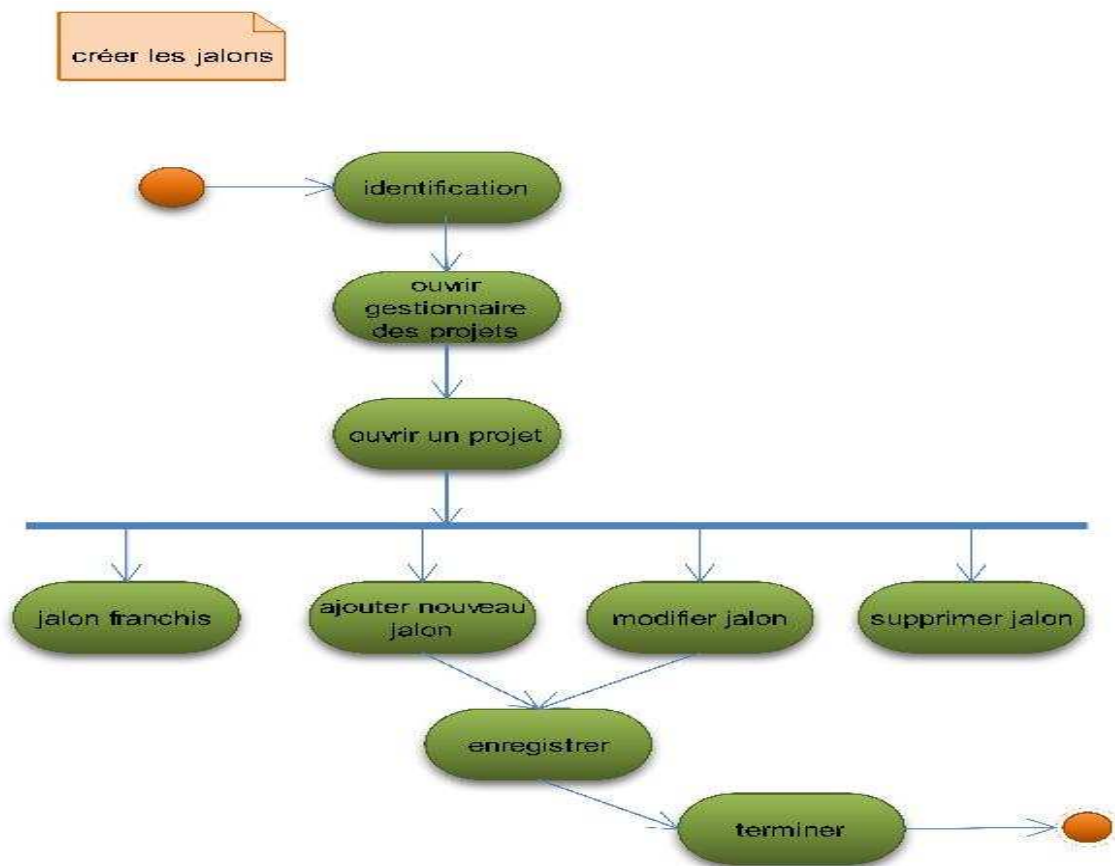 créer les jalons
identification
ouvrir
gestionnaire
des projets
ouvrir un projet
jalon franchis
ajouter nouveau
jalon
modifier jalon
supprimer jalon
enregistrer
terminer